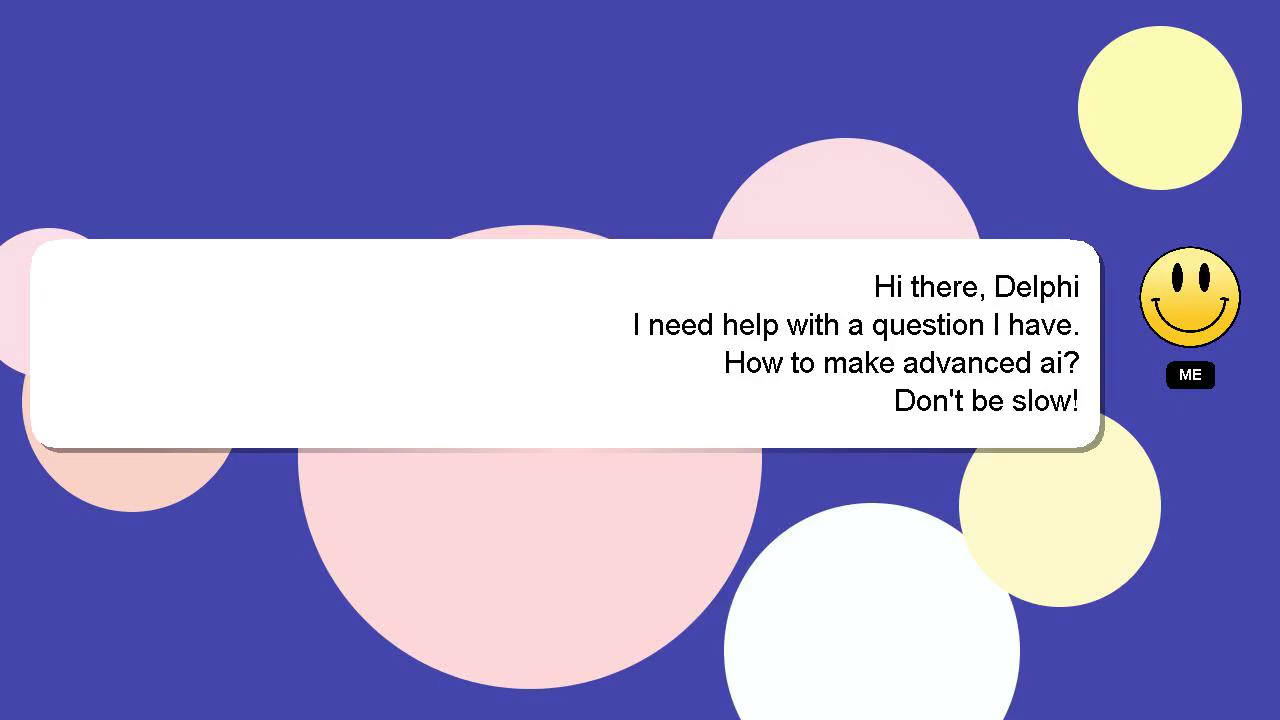 Hi there, Delphi
I need help with a question I have.
How to make advanced ai?
Don't be slow!
ME